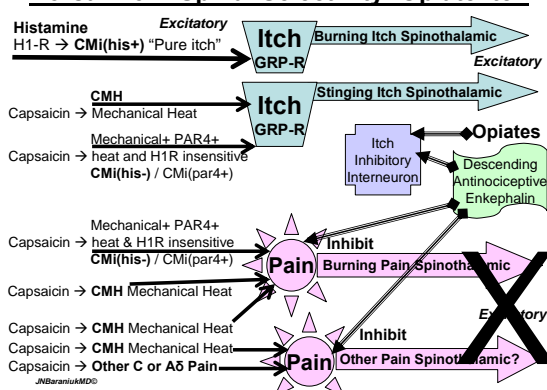 Histamine
Excitatory
H1-R → CMi(his+) "Pure itch"
Itch
GRP-R
Burning Itch Spinothalamic
Excitatory
CMH
Capsaicin → Mechanical Heat
Itch
GRP-R
Stinging Itch Spinothalamic
Mechanical+ PAR4+
Capsaicin → heat and H1R insensitive
CMi(his-) / CMi(par4+)
Itch
Inhibitory
Interneuron
Opiates
Descending
Antinociceptive
Enkephalin
Mechanical+ PAR4+
Capsaicin → heat & H1R insensitive
CMi(his-) / CMi(par4+)
Capsaicin → CMH Mechanical Heat
Inhibit
Pain
Burning Pain Spinothalamic
Capsaicin → CMH Mechanical Heat
Capsaicin → CMH Mechanical Heat
Capsaicin → Other C or Aδ Pain
Inhibit
Pain
Other Pain Spinothalamic?
JNBaraniukMD©